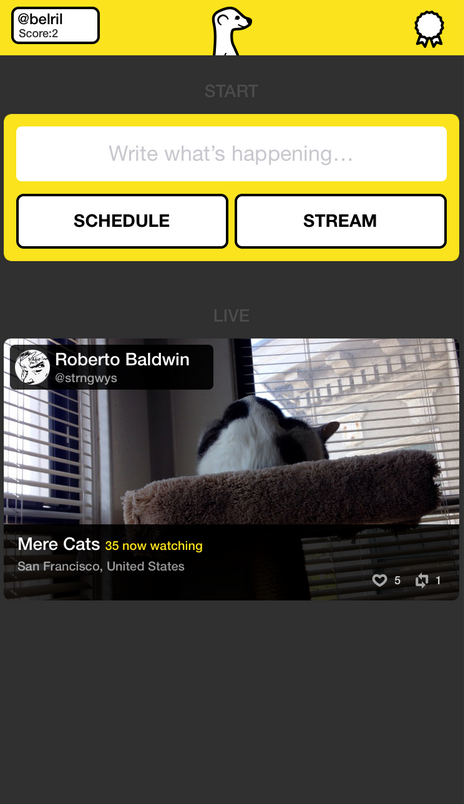 @belril
Score:2
START
Write what's happening...
SCHEDULE
STREAM
LIVE
Roberto Baldwin
@strngwys
Mere Cats 35 now watching
San Francisco, United States
5 1